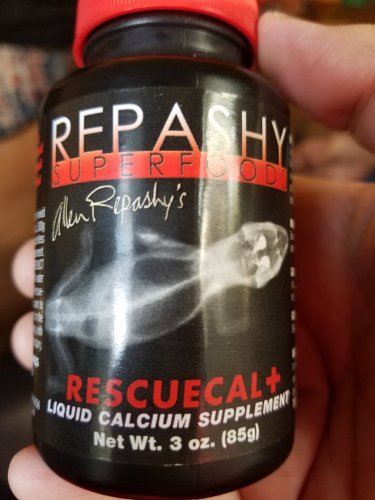 REPASHY
SUPERFOODS
Allen Repashy's
RESCUECAL+
LIQUID CALCIUM SUPPLEMENT
Net Wt. 3 oz. (85g)